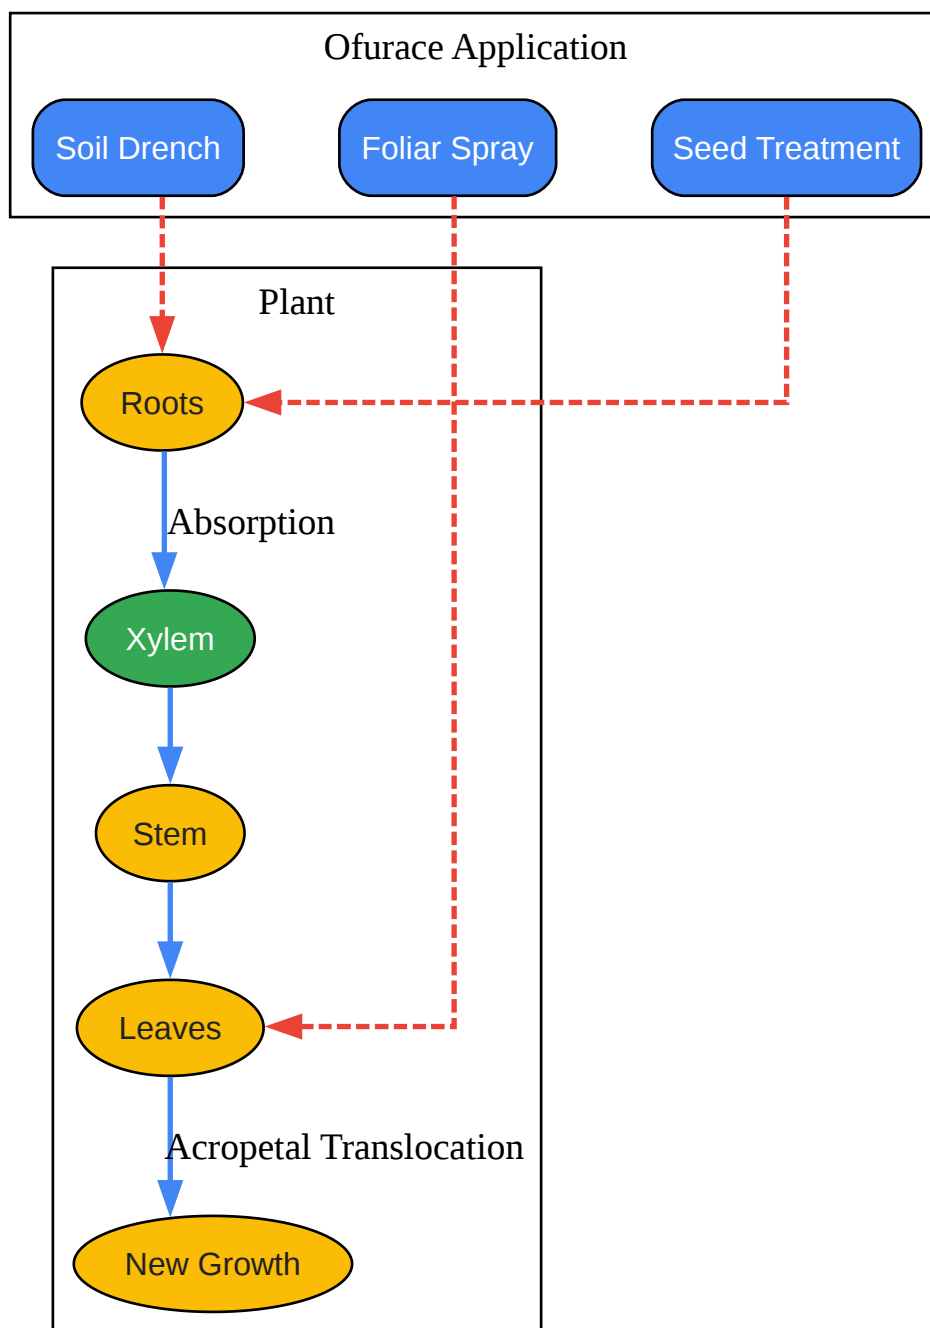 Ofurace Application
Soil Drench
Foliar Spray
Seed Treatment
Plant
Roots
Absorption
Xylem
Stem
Leaves
Acropetal Translocation
New Growth